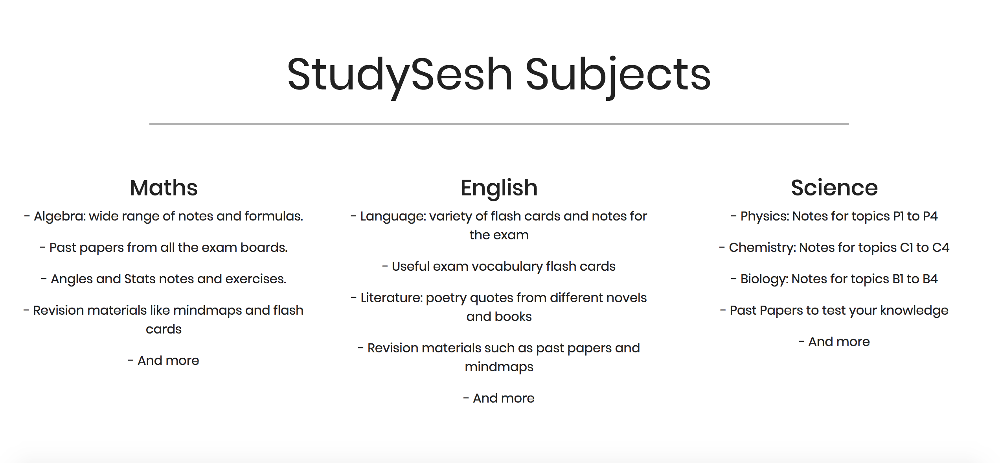 StudySesh Subjects
Maths
- Algebra: wide range of notes and formulas.
- Past papers from all the exam boards.
- Angles and Stats notes and exercises.
- Revision materials like mindmaps and flash
cards
- And more
English
- Language: variety of flash cards and notes for
the exam
- Useful exam vocabulary flash cards
- Literature: poetry quotes from different novels
and books
- Revision materials such as past papers and
mindmaps
- And more
Science
- Physics: Notes for topics P1 to P4
- Chemistry: Notes for topics C1 to C4
- Biology: Notes for topics B1 to B4
- Past Papers to test your knowledge
- And more